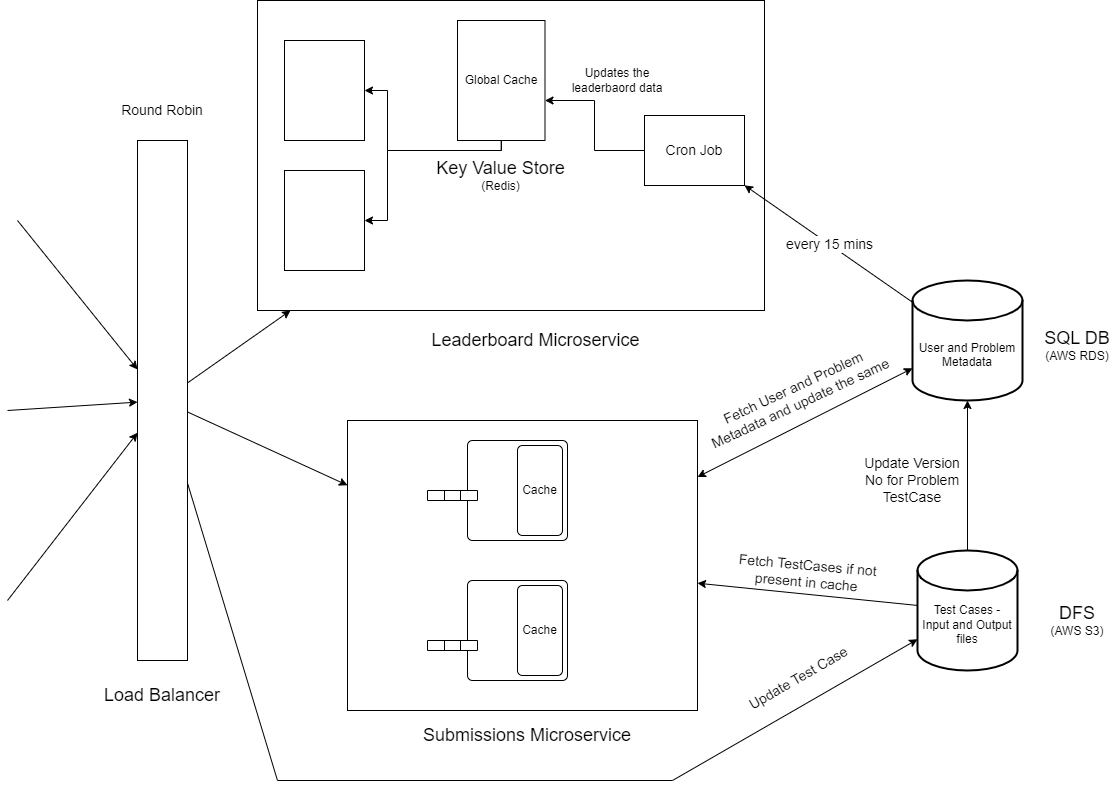 Round Robin
Load Balancer
Global Cache
Updates the
leaderbaord data
Cron Job
Key Value Store
(Redis)
Leaderboard Microservice
every 15 mins
User and Problem
Metadata
SQL DB
(AWS RDS)
Fetch User and Problem
Metadata and update the same
Cache
Cache
Submissions Microservice
Update Version
No for Problem
TestCase
Fetch TestCases if not
present in cache
Test Cases -
Input and Output
files
DFS
(AWS S3)
Update Test Case